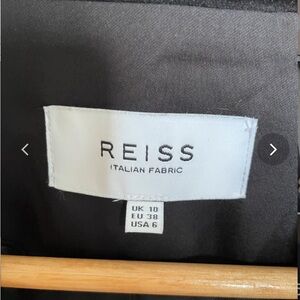 REISS
ITALIAN FABRIC
UK 10
EU 38
USA 6